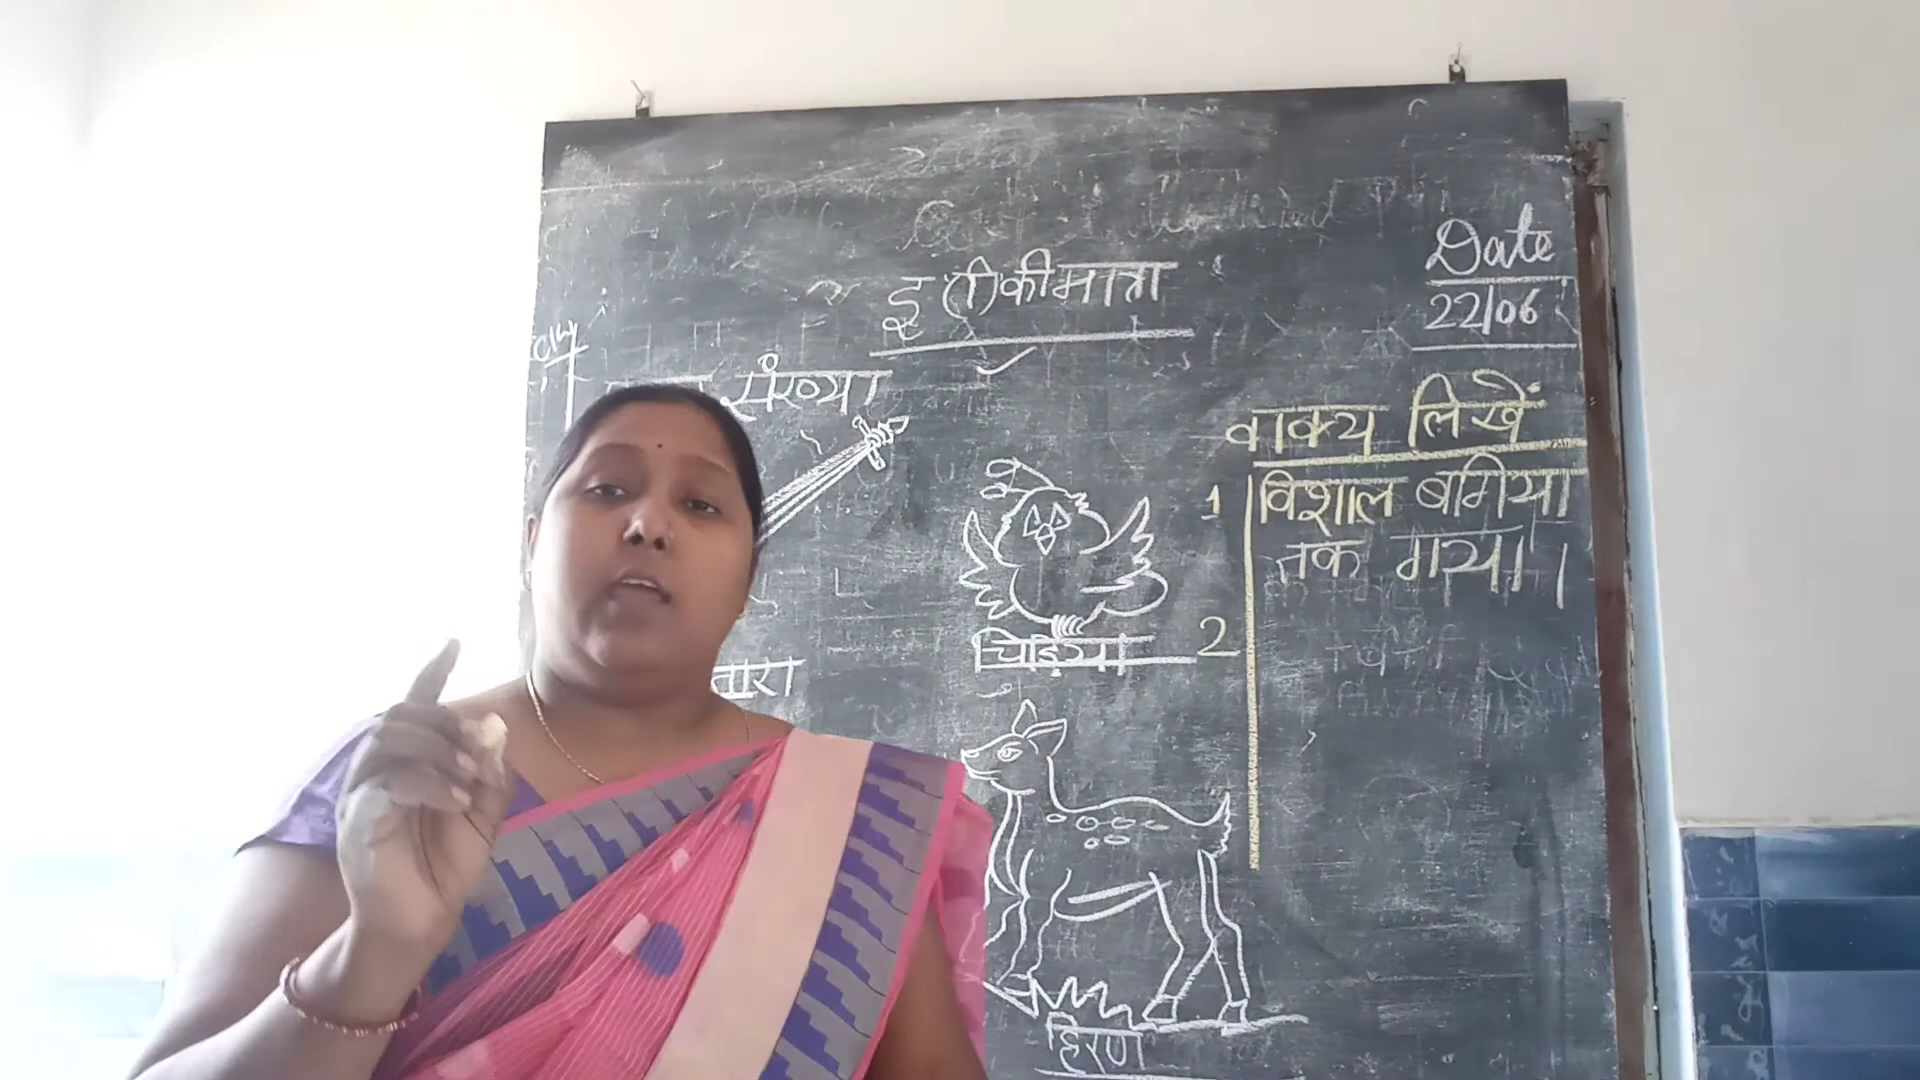 इ (ि) की मात्रा
Date
22/06
C/W
संख्या
वाक्य लिखें
1 विशाल बगिया
तक गया।
2
चिड़िया
तारा
हिरण